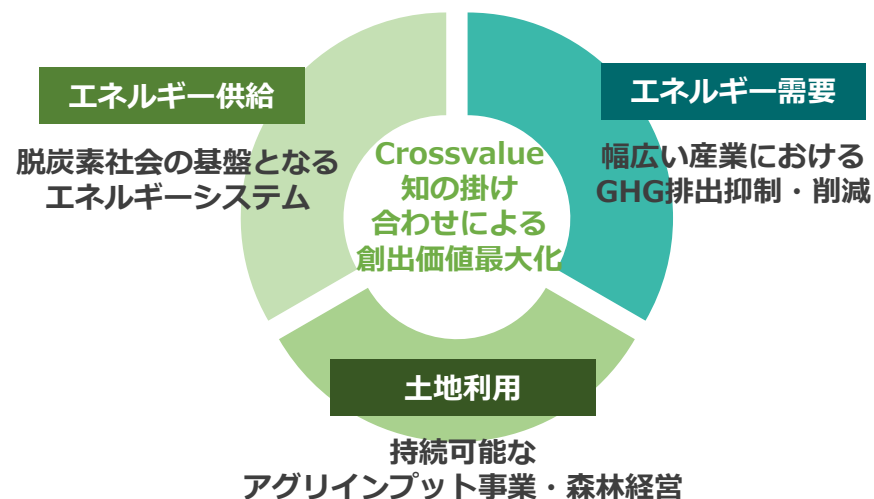 エネルギー供給
脱炭素社会の基盤となる
エネルギーシステム
Crossvalue
知の掛け
合わせによる
創出価値最大化
エネルギー需要
幅広い産業における
GHG排出抑制・削減
土地利用
持続可能な
アグリインプット事業・森林経営